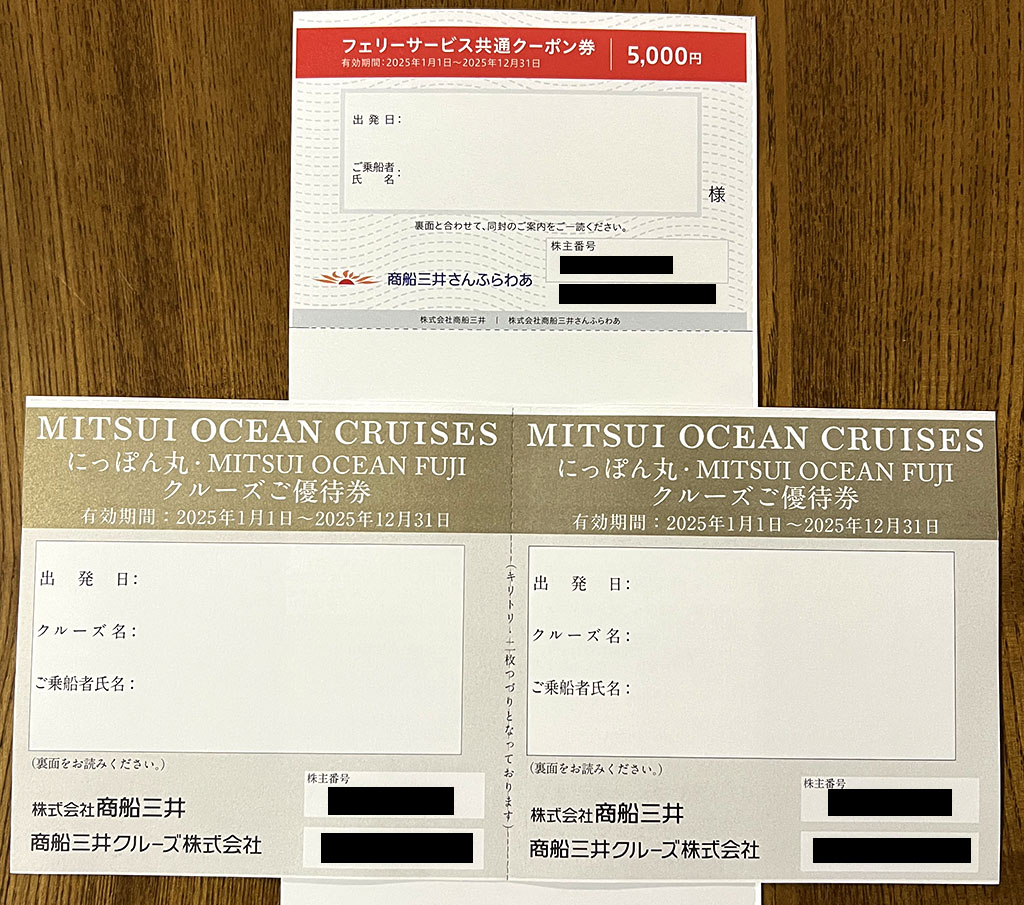 フェリーサービス共通クーポン券
有効期間：2025年1月1日～2025年12月31日
5,000円
出発日：
ご乗船者
氏名：
様
裏面と合わせて、同封のご案内をご一読ください。
株主番号
商船三井さんふらわあ
株式会社商船三井 | 株式会社商船三井さんふらわあ
MITSUI OCEAN CRUISES
にっぽん丸・MITSUI OCEAN FUJI
クルーズご優待券
有効期間：2025年1月1日～2025年12月31日
出発日：
クルーズ名：
ご乗船者氏名：
(裏面をお読みください。)
株主番号
株式会社商船三井
商船三井クルーズ株式会社
(キリトリ・二枚つづりとなっております)
MITSUI OCEAN CRUISES
にっぽん丸・MITSUI OCEAN FUJI
クルーズご優待券
有効期間：2025年1月1日～2025年12月31日
出発日：
クルーズ名：
ご乗船者氏名：
(裏面をお読みください。)
株主番号
株式会社商船三井
商船三井クルーズ株式会社